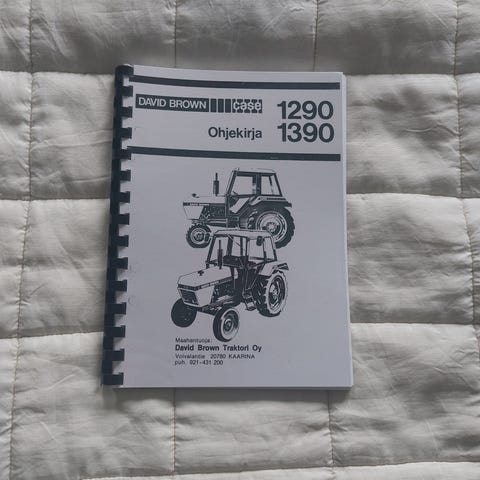 DAVID BROWN case 1290
Ohjekirja 1390
Maahantuoja:
David Brown Traktori Oy
Voivalantie 20780 KAARINA
puh. 921-431 200